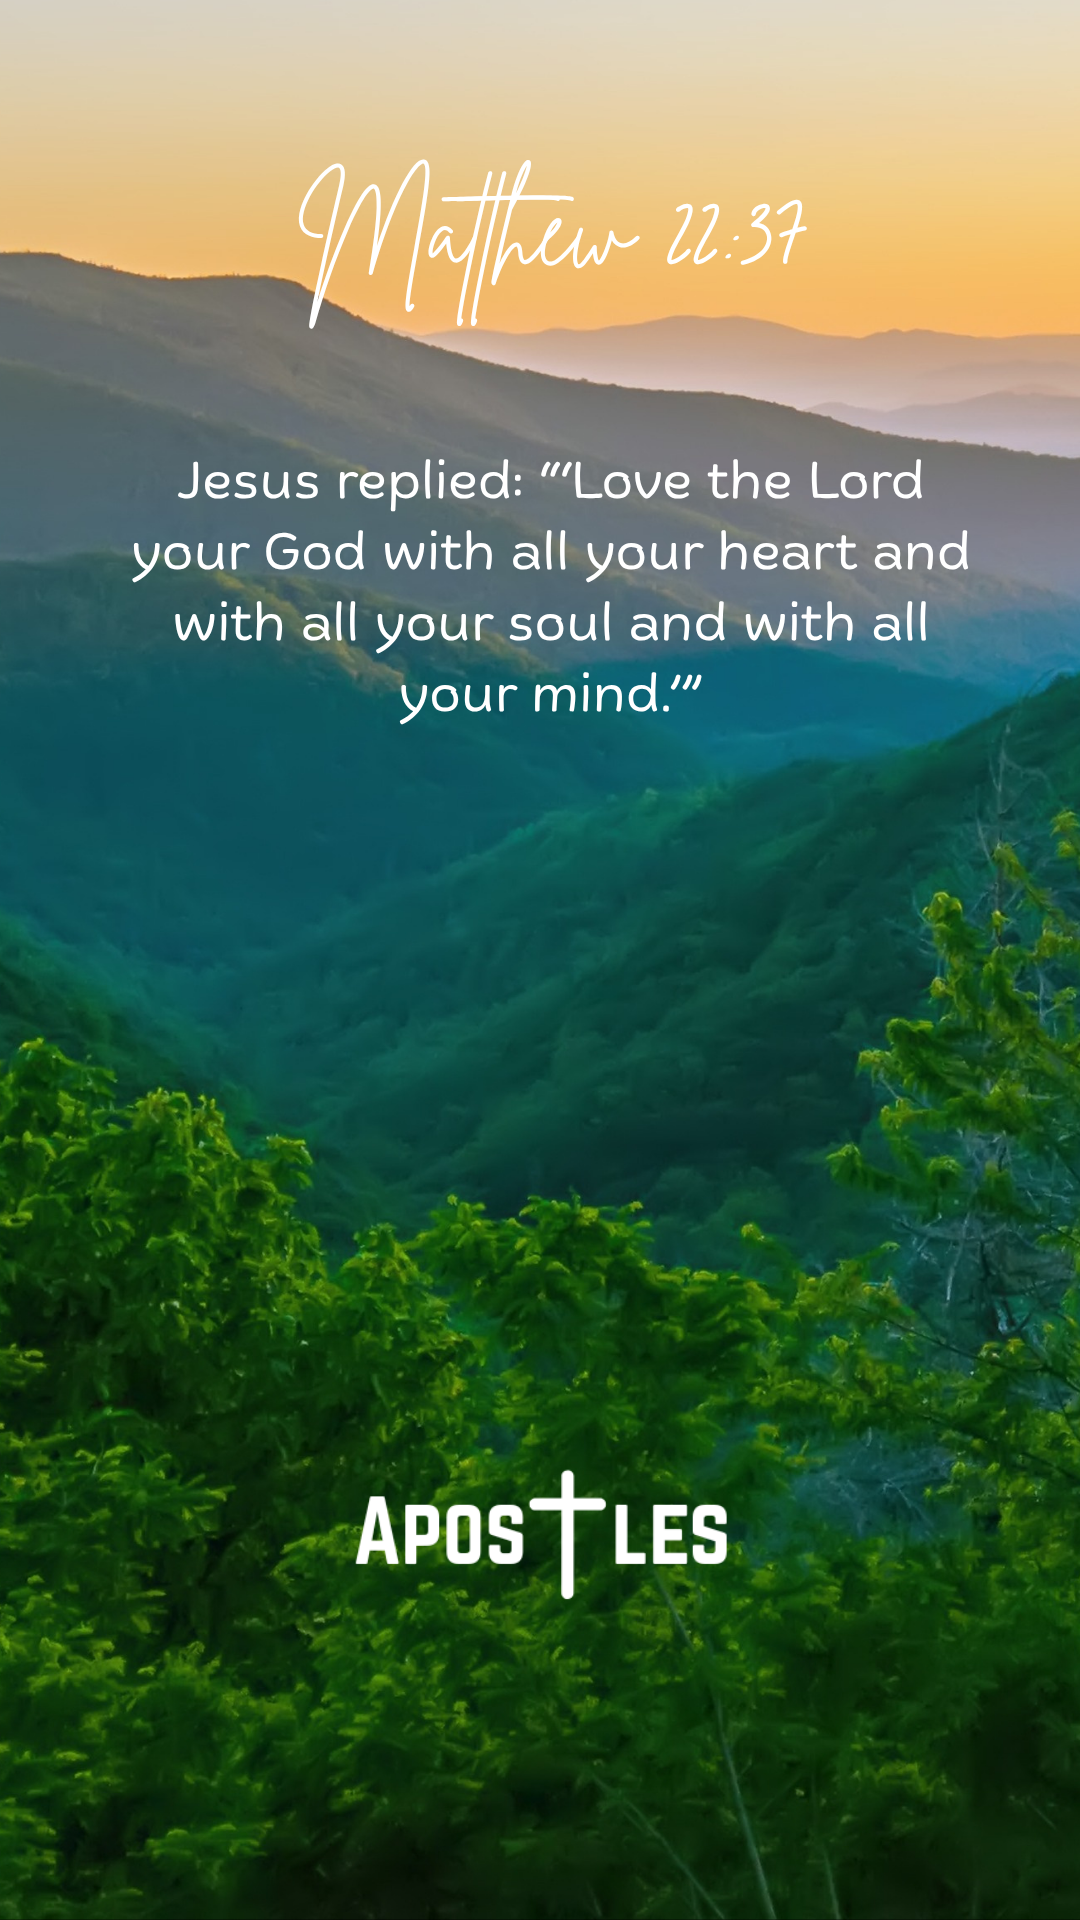 Matthew 22:37
Jesus replied: “‘Love the Lord
your God with all your heart and
with all your soul and with all
your mind.’”
APOSTLES